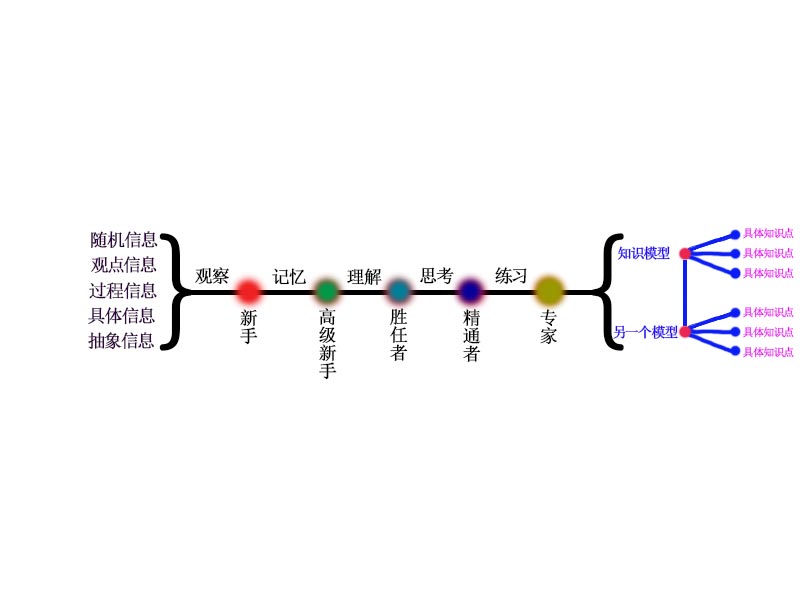 随机信息
观点信息
过程信息
具体信息
抽象信息
观察
记忆
理解
思考
练习
新手
高级新手
胜任者
精通者
专家
知识模型
具体知识点
具体知识点
具体知识点
另一个模型
具体知识点
具体知识点
具体知识点